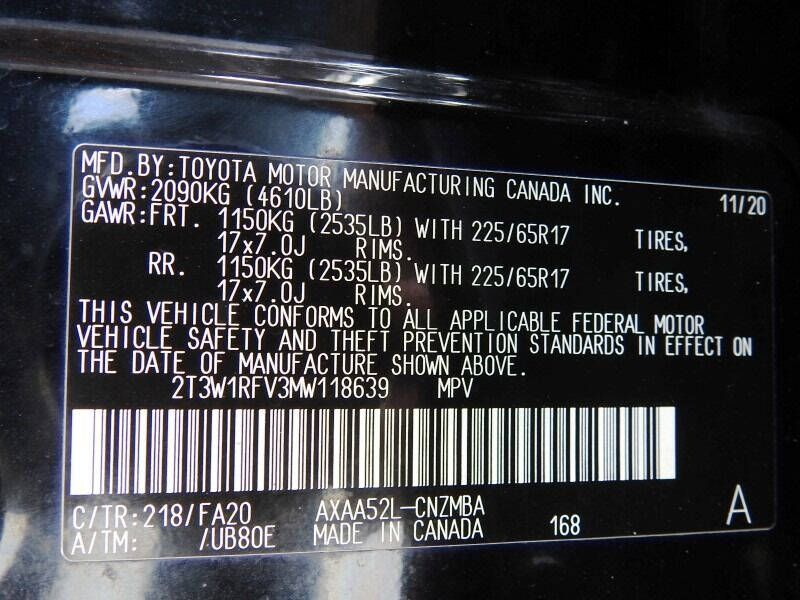 MFD.BY:TOYOTA MOTOR MANUFACTURING CANADA INC.
GVWR:2090KG (4610LB) 11/20
GAWR:FRT. 1150KG (2535LB) WITH 225/65R17 TIRES,
17x7.0J RIMS.
RR. 1150KG (2535LB) WITH 225/65R17 TIRES,
17x7.0J RIMS.
THIS VEHICLE CONFORMS TO ALL APPLICABLE FEDERAL MOTOR
VEHICLE SAFETY AND THEFT PREVENTION STANDARDS IN EFFECT ON
THE DATE OF MANUFACTURE SHOWN ABOVE.
2T3W1RFV3MW118639 MPV
C/TR:218/FA20 AXAA52L-CNZMBA A
A/TM: /UB80E MADE IN CANADA 168